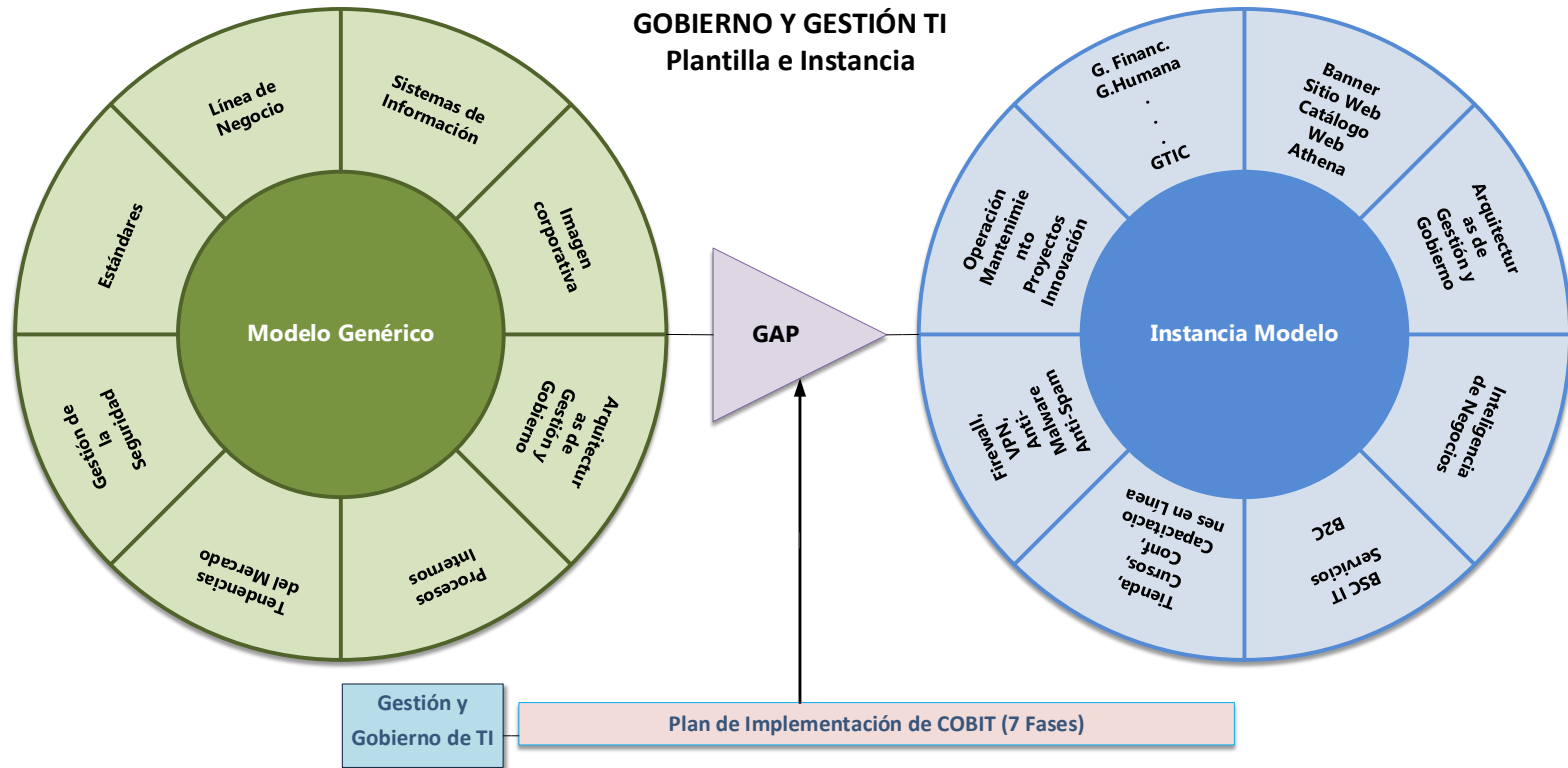 GOBIERNO Y GESTIÓN TI
Plantilla e Instancia
Línea de
Negocio
Sistemas de
Información
Imagen
corporativa
Arquitectur
as de
Gestión y
Gobierno
Procesos
Internos
Tendencias
del Mercado
Gestión de
la
Seguridad
Estándares
Modelo Genérico
GAP
G. Financ.
G.Humana
.
.
.
GTIC
Banner
Sitio Web
Catálogo
Web
Athena
Arquitectur
as de
Gestión y
Gobierno
Inteligencia
de Negocios
BSC IT
Servicios
B2C
Tienda,
Cursos,
Conf,
Capacitacio
nes en Línea
Firewall,
VPN,
Anti-
Malware
Anti-Spam
Operación
Mantenimie
nto
Proyectos
Innovación
Instancia Modelo
Gestión y
Gobierno de TI
Plan de Implementación de COBIT (7 Fases)